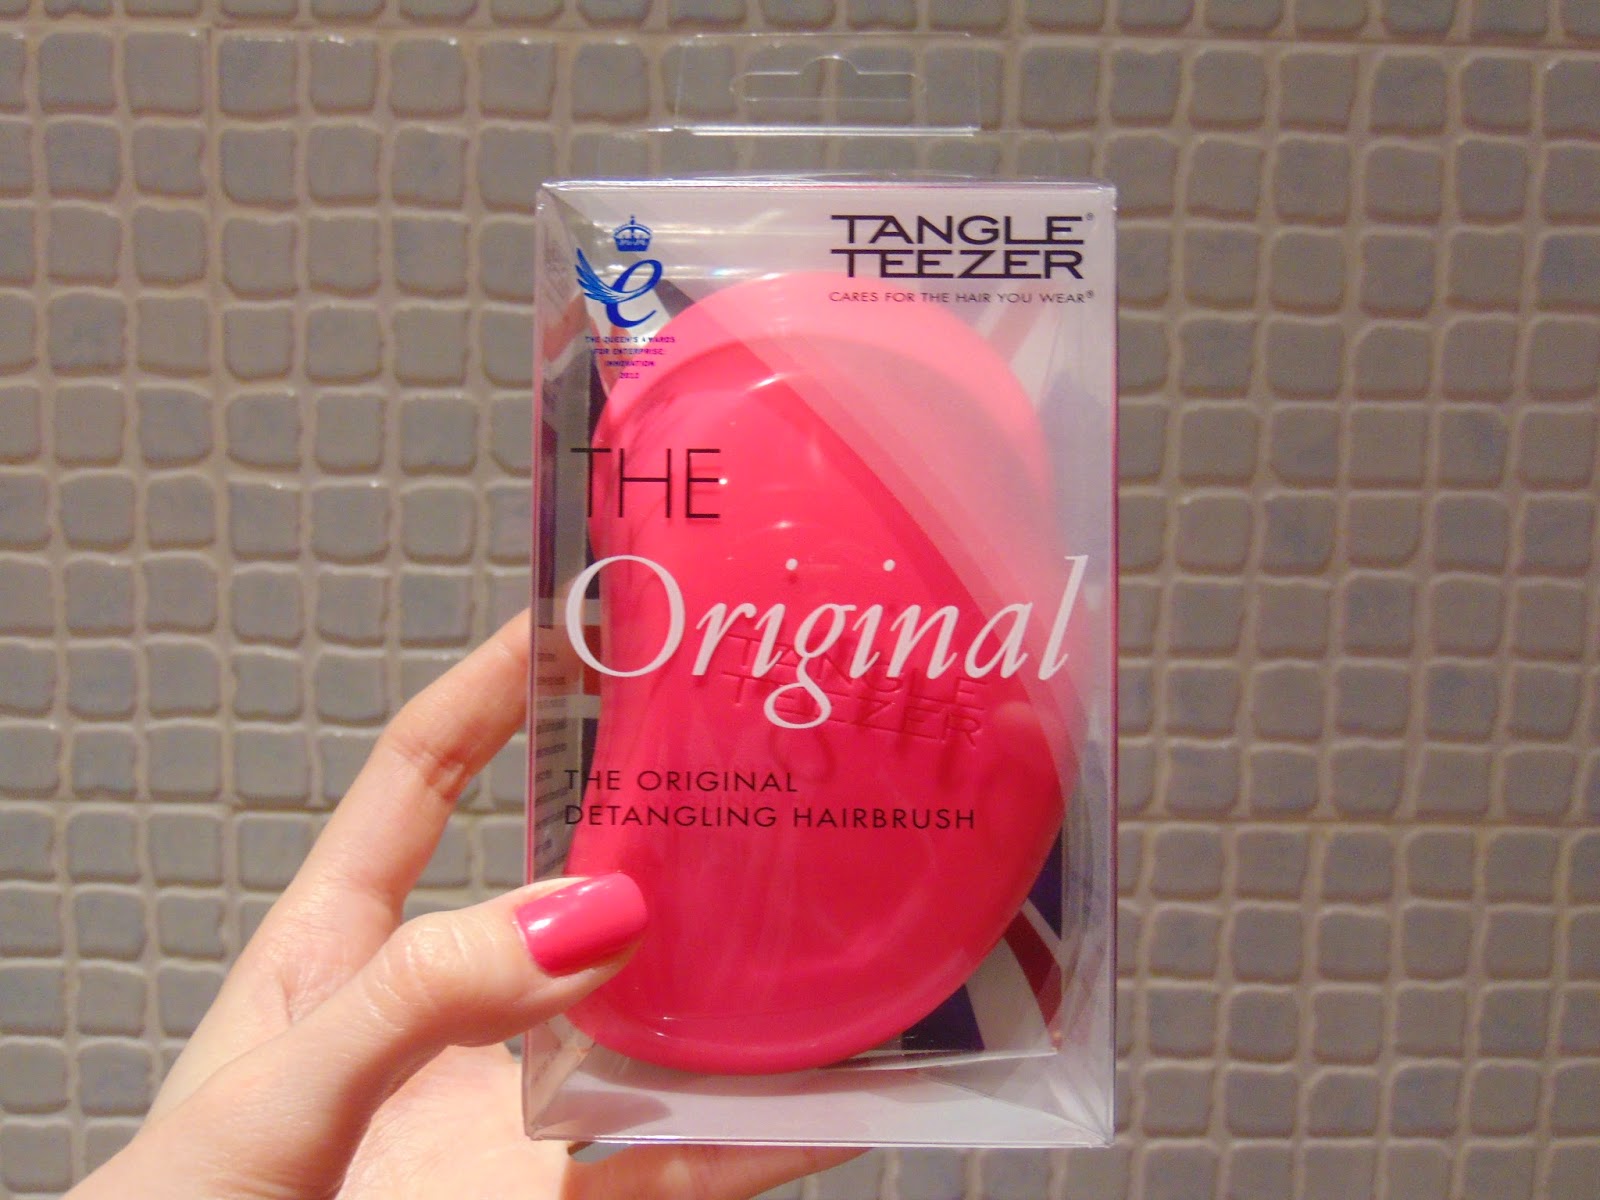 TANGLE®
TEEZER
CARES FOR THE HAIR YOU WEAR®
e
THE QUEEN'S AWARDS
FOR ENTERPRISE:
INNOVATION
2012
THE
Original
TANGLE
TEEZER
THE ORIGINAL
DETANGLING HAIRBRUSH